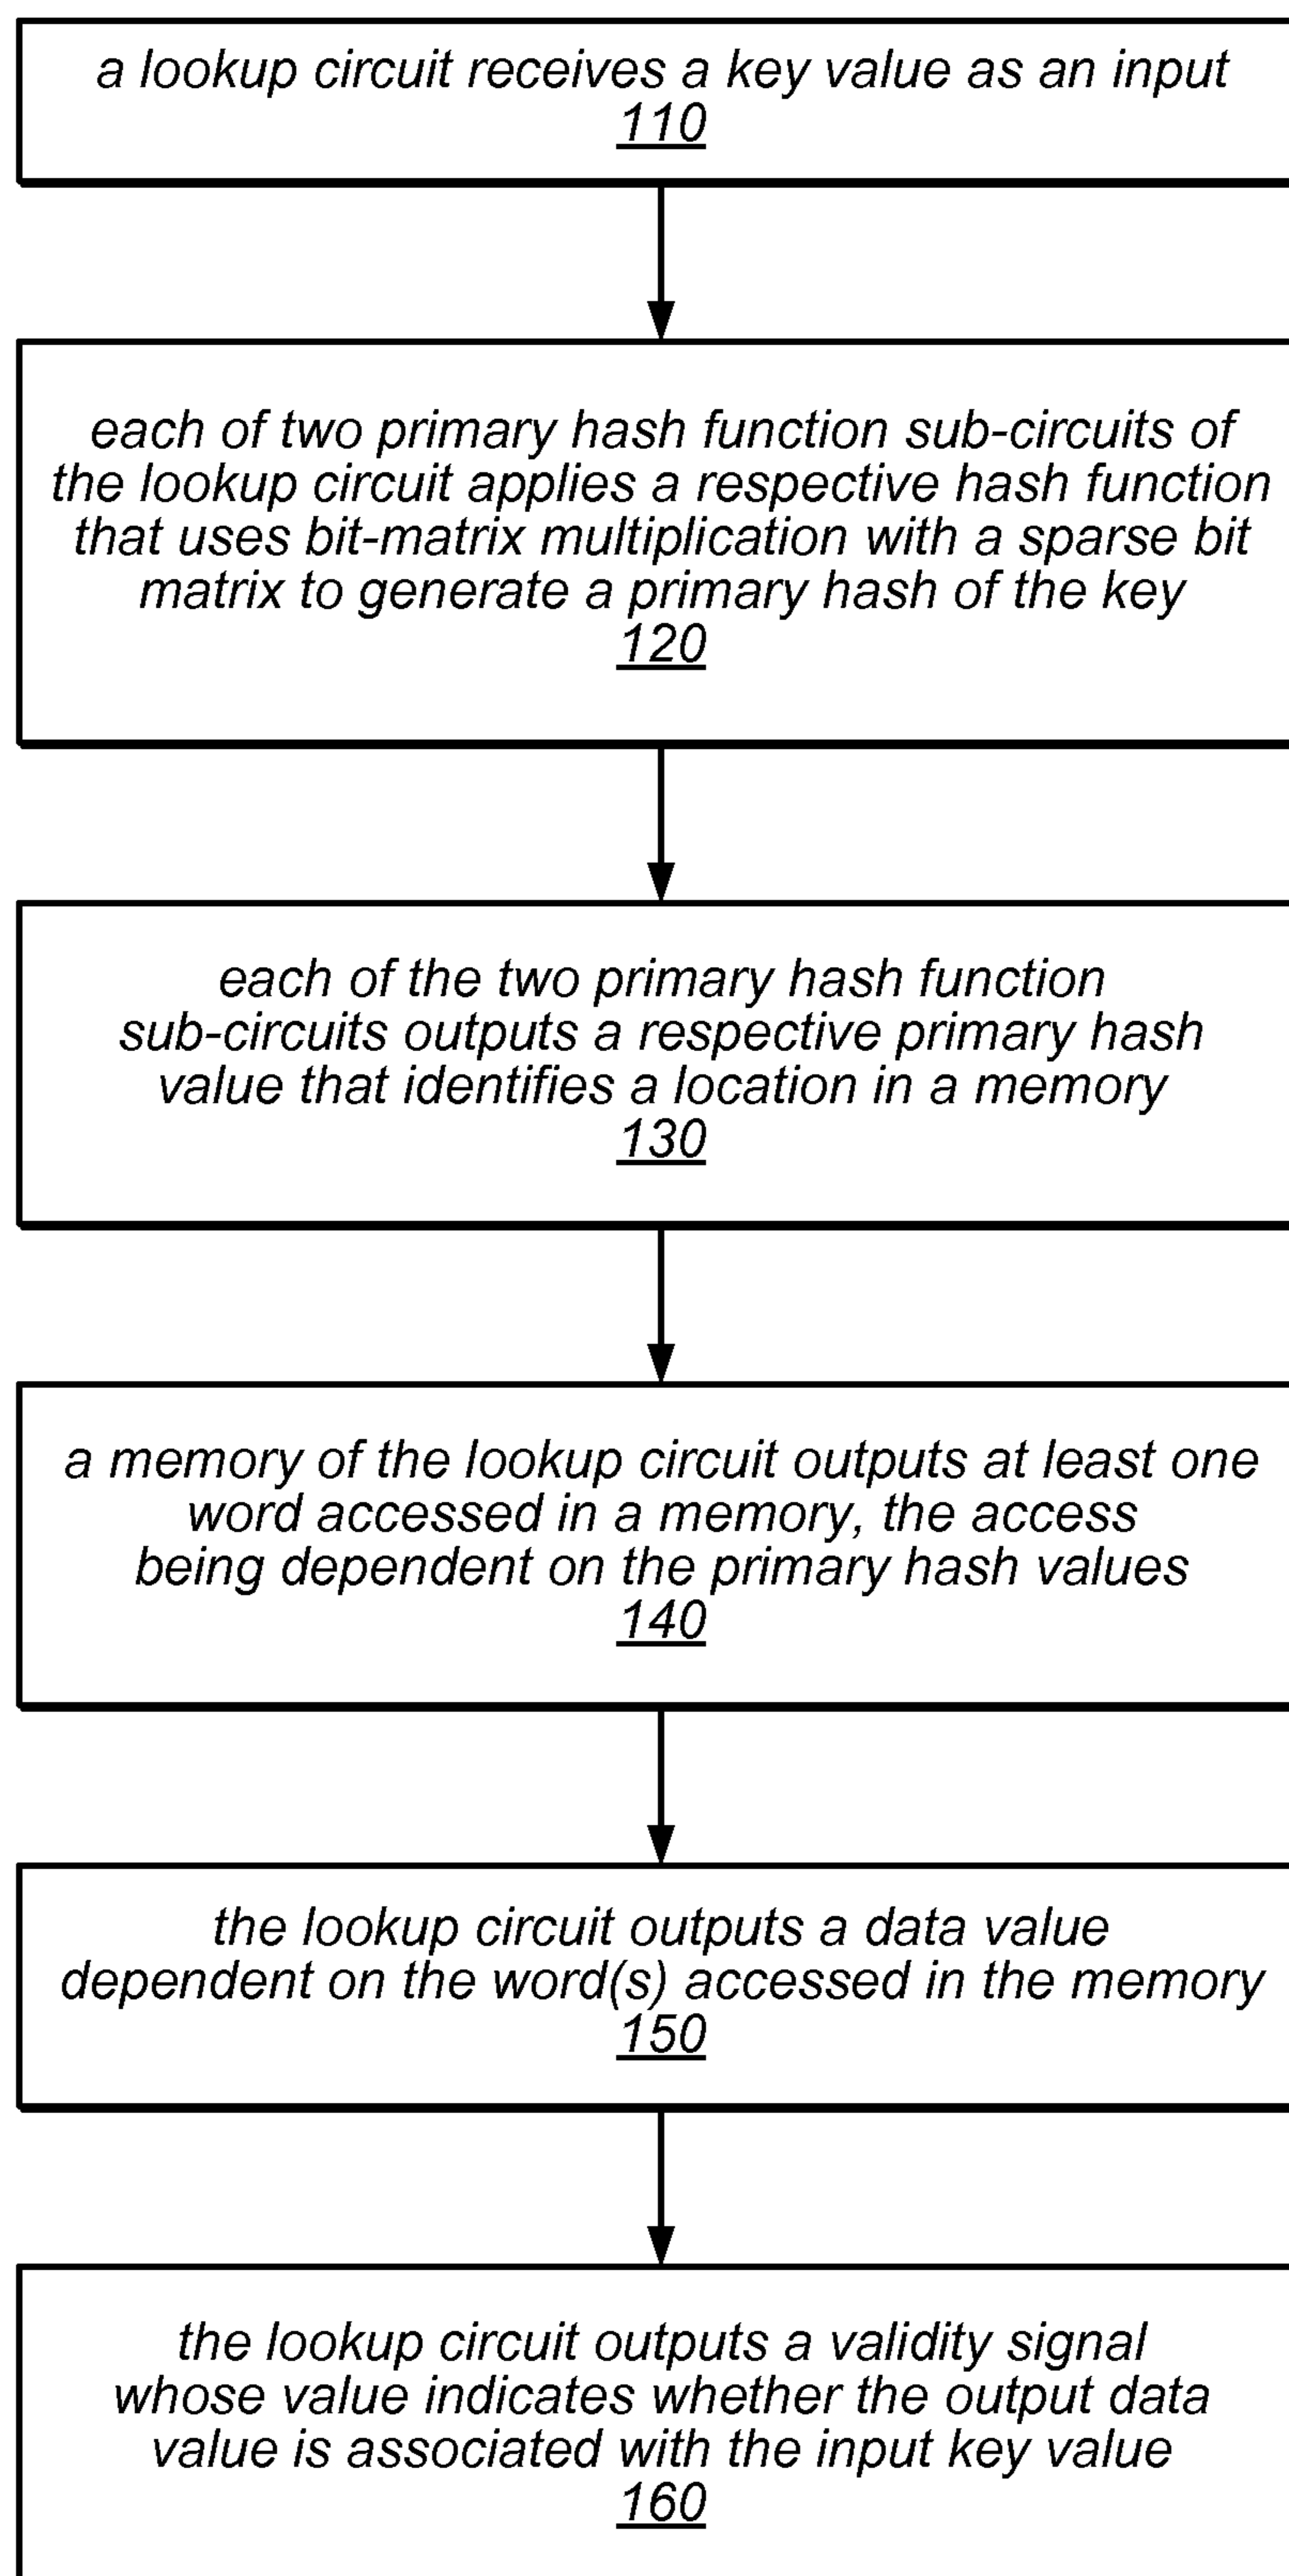 a lookup circuit receives a key value as an input
110
each of two primary hash function sub-circuits of
the lookup circuit applies a respective hash function
that uses bit-matrix multiplication with a sparse bit
matrix to generate a primary hash of the key
120
each of the two primary hash function
sub-circuits outputs a respective primary hash
value that identifies a location in a memory
130
a memory of the lookup circuit outputs at least one
word accessed in a memory, the access
being dependent on the primary hash values
140
the lookup circuit outputs a data value
dependent on the word(s) accessed in the memory
150
the lookup circuit outputs a validity signal
whose value indicates whether the output data
value is associated with the input key value
160